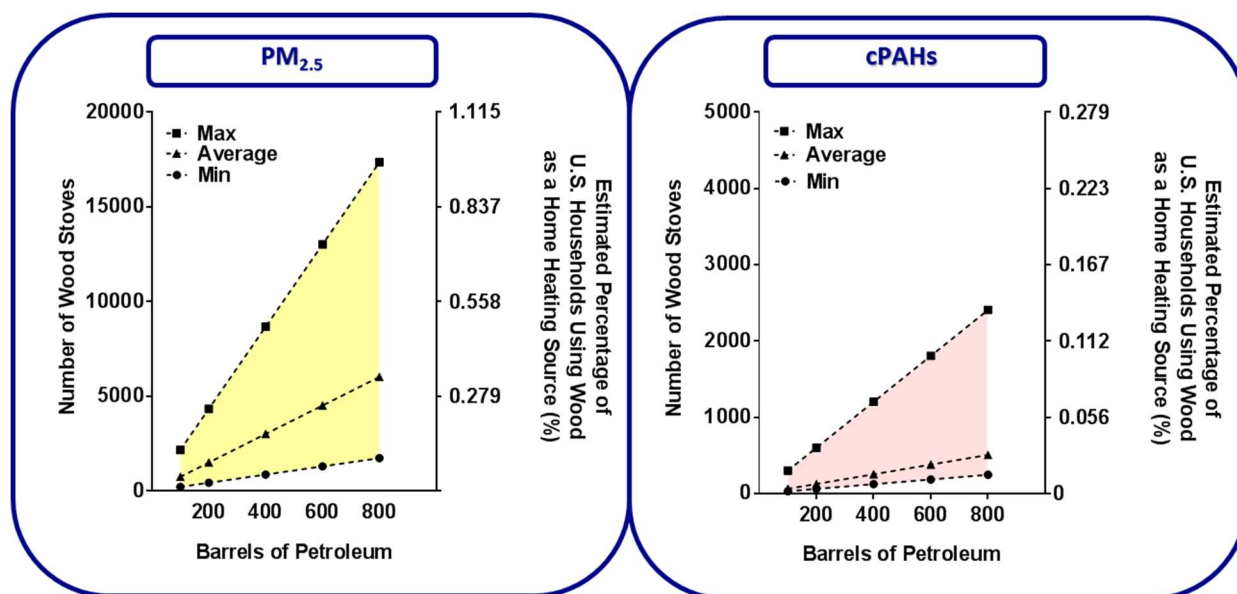 PM2.5
20000
15000
10000
5000
0
1.115
0.837
0.558
0.279
Max
Average
Min
Number of Wood Stoves
Estimated Percentage of
U.S. Households Using Wood
as a Home Heating Source (%)
200 400 600 800
Barrels of Petroleum
cPAHs
5000
4000
3000
2000
1000
0
0.279
0.223
0.167
0.112
0.056
0
Max
Average
Min
Number of Wood Stoves
Estimated Percentage of
U.S. Households Using Wood
as a Home Heating Source (%)
200 400 600 800
Barrels of Petroleum